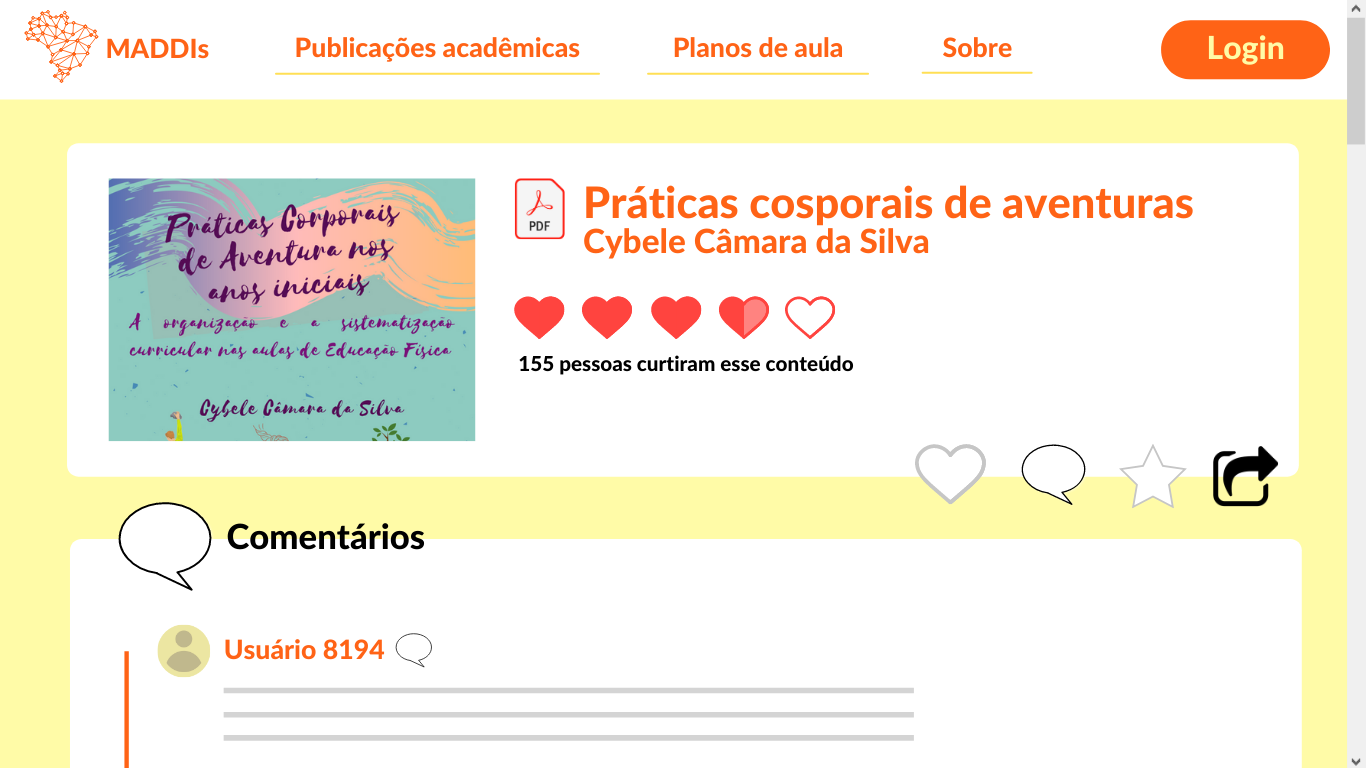 MADDIs
Publicações acadêmicas
Planos de aula
Sobre
Login
Práticas Corporais
de Aventura nos
anos iniciais
A organização e a sistematização
curricular nas aulas de Educação Física
Cybele Câmara da Silva
PDF
Práticas cosporais de aventuras
Cybele Câmara da Silva
155 pessoas curtiram esse conteúdo
Comentários
Usuário 8194